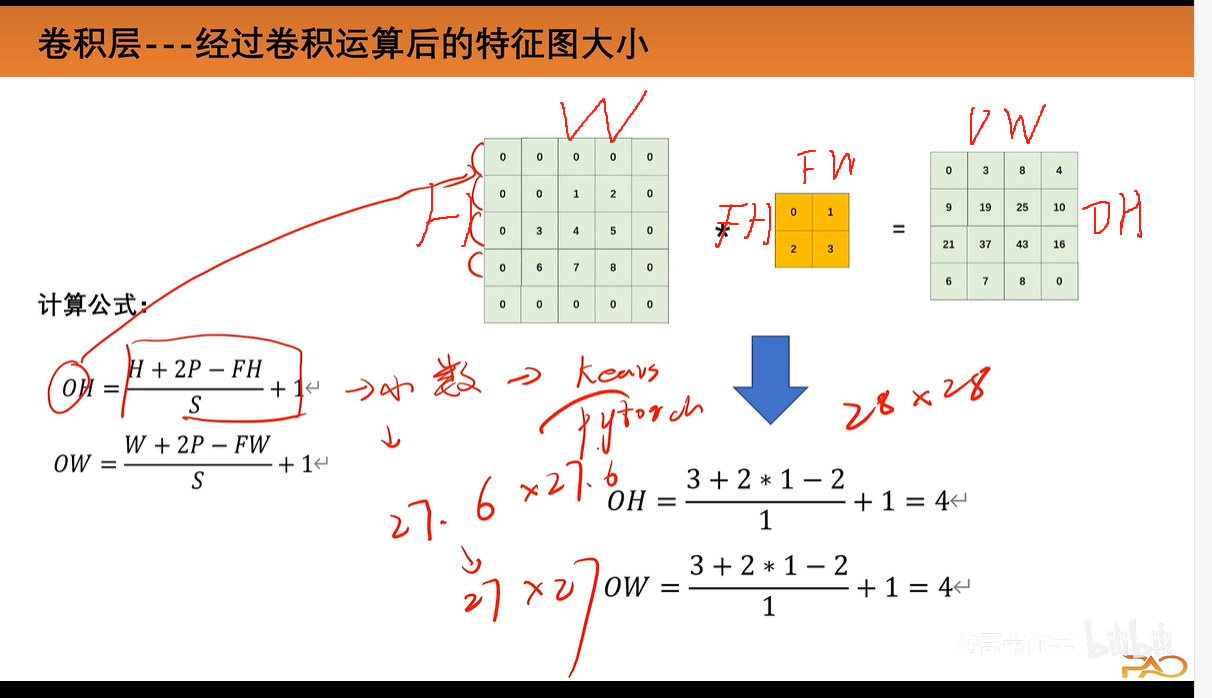 卷积层---经过卷积运算后的特征图大小
W
H
0 0 0 0 0
0 0 1 2 0
0 3 4 5 0
0 6 7 8 0
0 0 0 0 0
*
FW
FH
0 1
2 3
=
OW
OH
0 3 8 4
9 19 25 10
21 37 43 16
6 7 8 0
计算公式:
OH = (H + 2P − FH)/S + 1↵
OW = (W + 2P − FW)/S + 1↵
→ 小数 → Kears
pytorch
↓
28 × 28
27.6 × 27.6
↓
27 × 27
OH = (3 + 2 ∗ 1 − 2)/1 + 1 = 4↵
OW = (3 + 2 ∗ 1 − 2)/1 + 1 = 4↵
bilibili
PAO